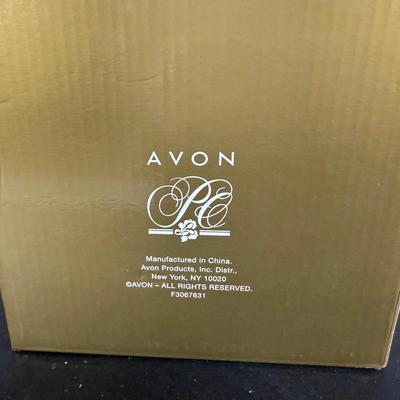 AVON
PC
Manufactured in China.
Avon Products, Inc. Distr.,
New York, NY 10020
©AVON – ALL RIGHTS RESERVED.
F3067631